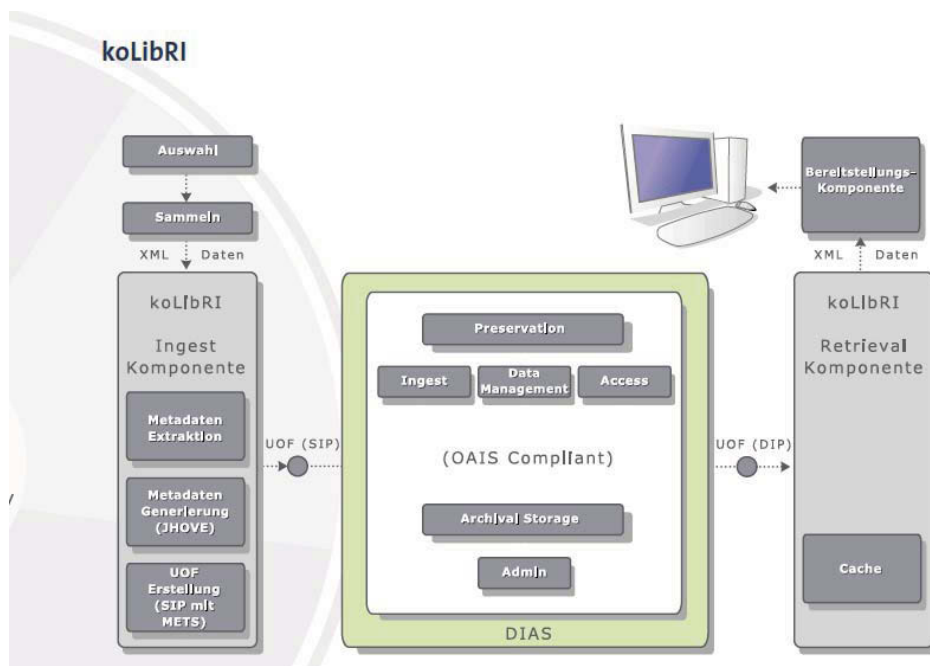 koLibRI
Auswahl
Sammeln
XML Daten
koLIbRI
Ingest
Komponente
Metadaten
Extraktion
Metadaten
Generierung
(JHOVE)
UOF
Erstellung
(SIP mit
METS)
UOF (SIP)
Preservation
Ingest
Data
Management
Access
(OAIS Compliant)
Archival Storage
Admin
DIAS
UOF (DIP)
Bereitstellungs-
Komponente
XML Daten
koLIbRI
Retrieval
Komponente
Cache